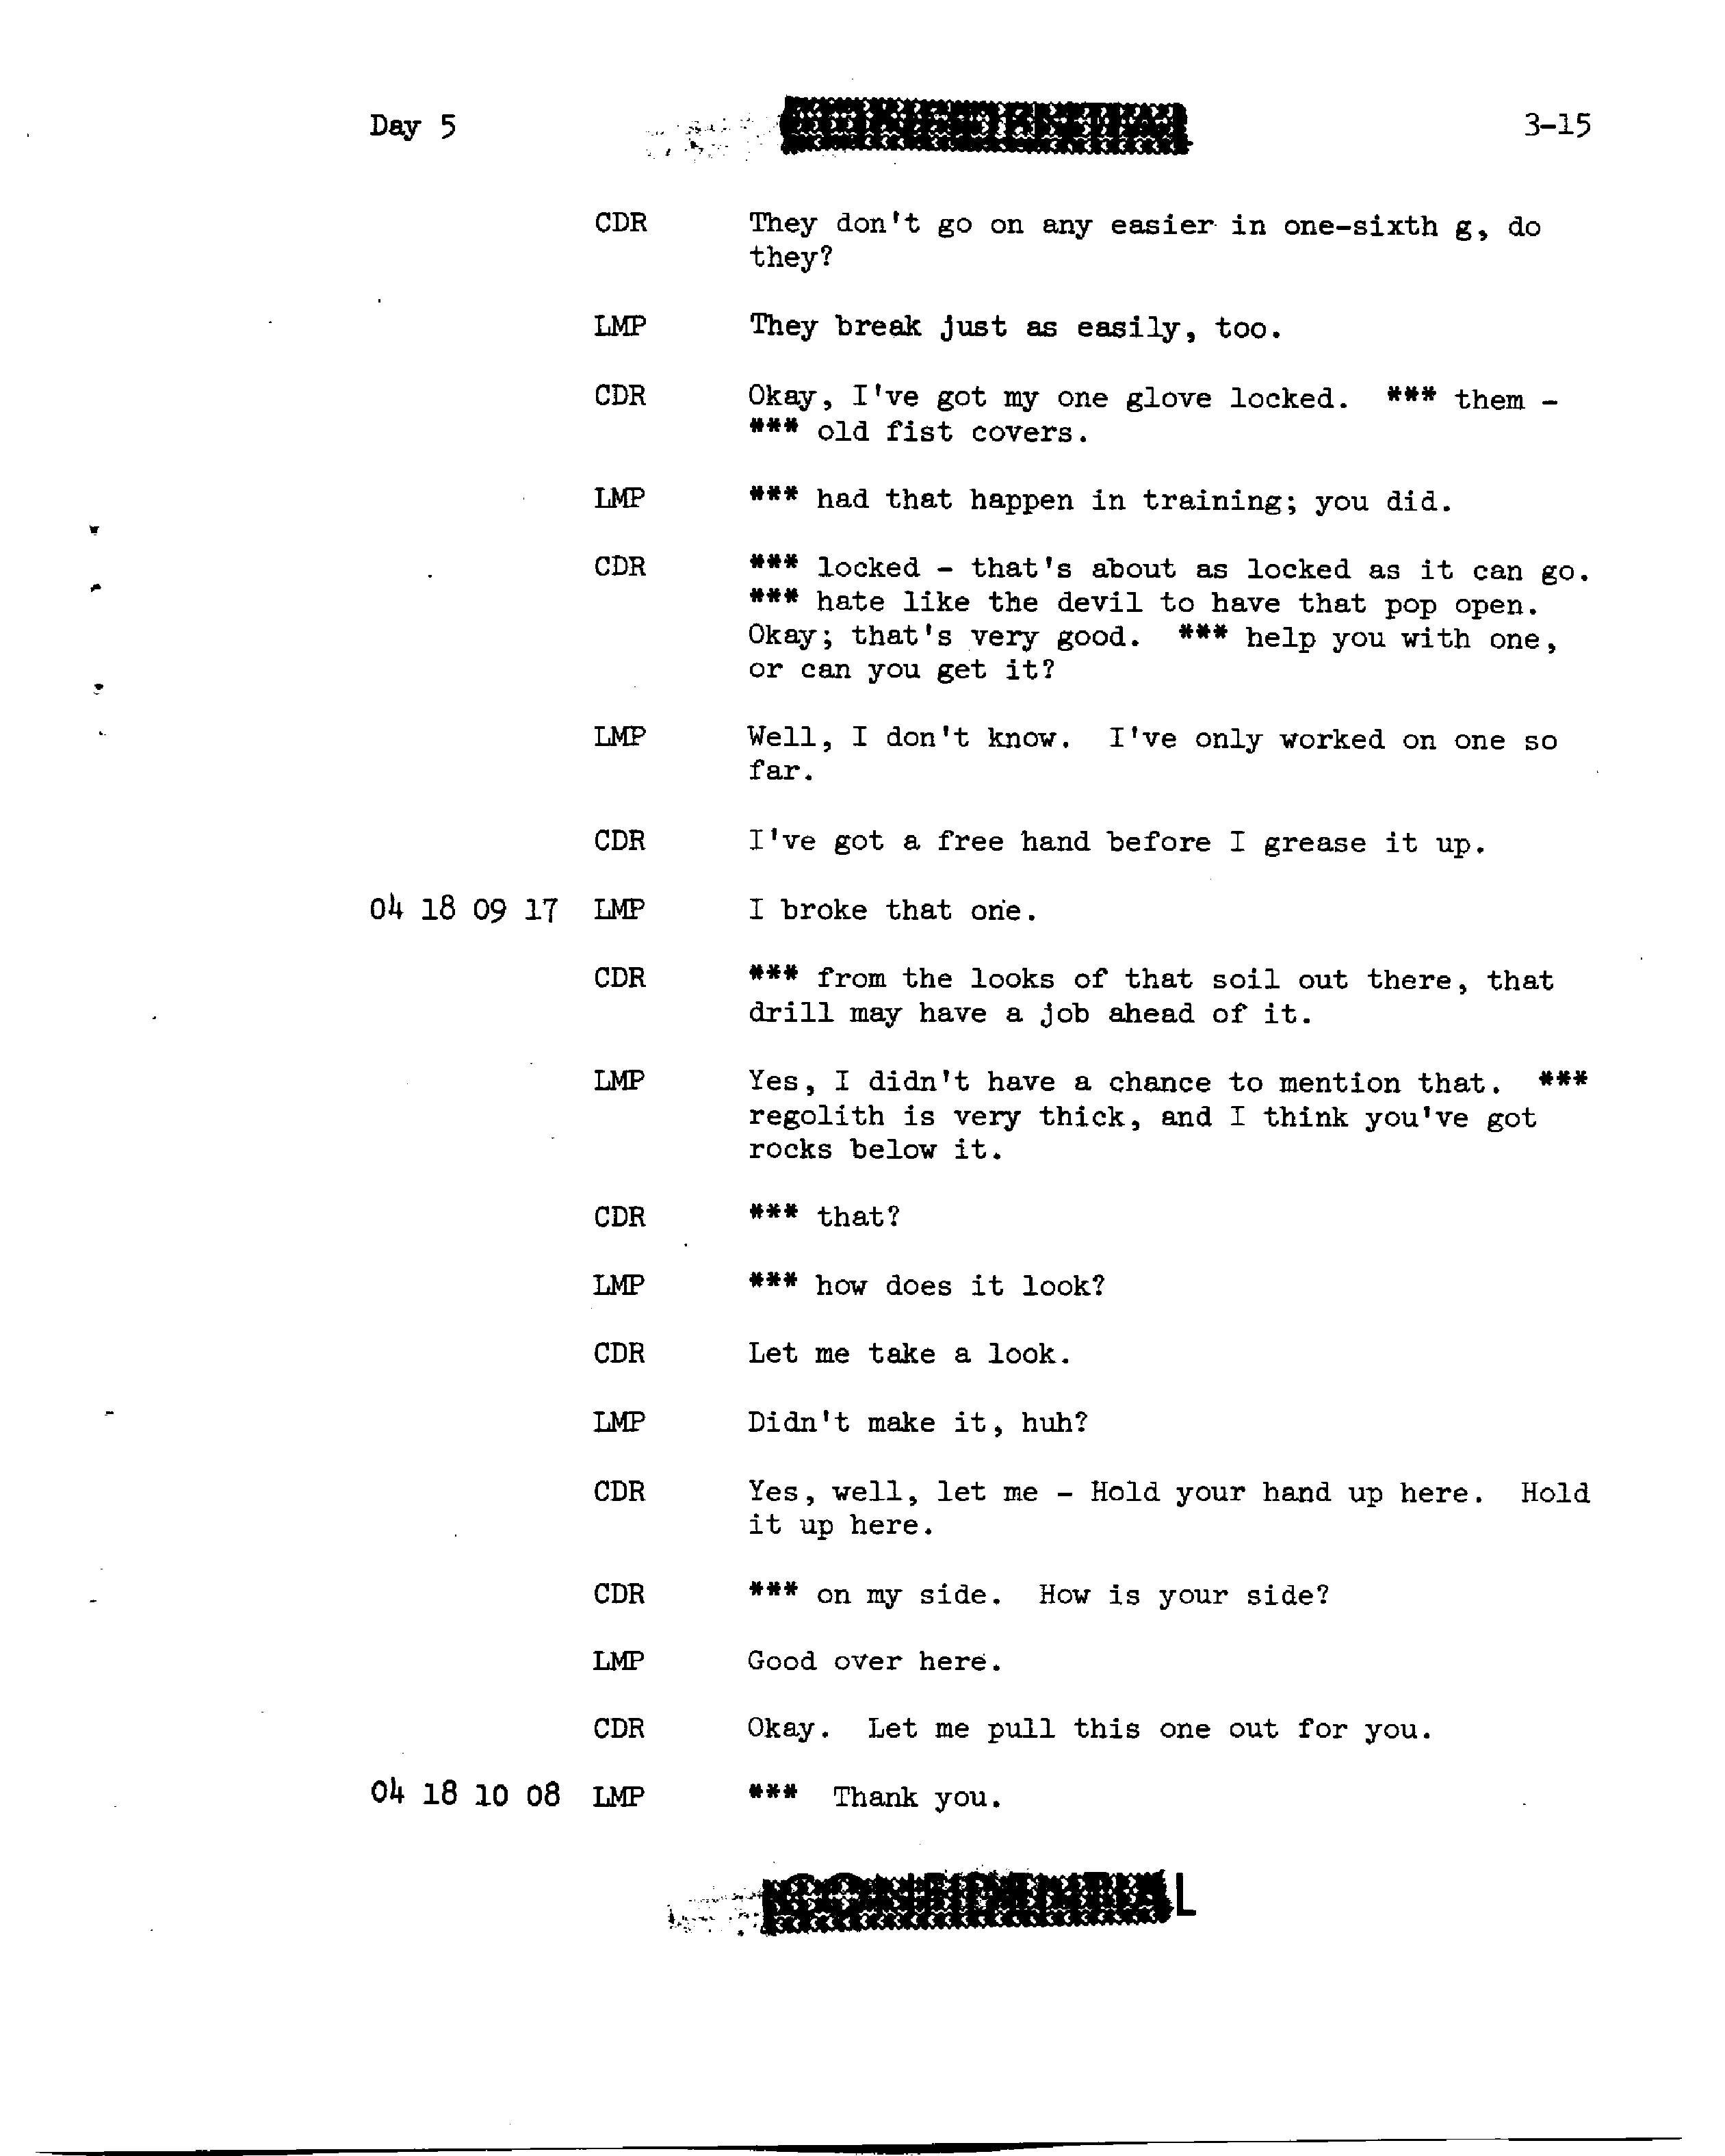 Day 5
CONFIDENTIAL
3-15
CDR They don't go on any easier in one-sixth g, do
they?
LMP They break just as easily, too.
CDR Okay, I've got my one glove locked. *** them -
*** old fist covers.
LMP *** had that happen in training; you did.
CDR *** locked - that's about as locked as it can go.
*** hate like the devil to have that pop open.
Okay; that's very good. *** help you with one,
or can you get it?
LMP Well, I don't know. I've only worked on one so
far.
CDR I've got a free hand before I grease it up.
04 18 09 17 LMP I broke that one.
CDR *** from the looks of that soil out there, that
drill may have a job ahead of it.
LMP Yes, I didn't have a chance to mention that. ***
regolith is very thick, and I think you've got
rocks below it.
CDR *** that?
LMP *** how does it look?
CDR Let me take a look.
LMP Didn't make it, huh?
CDR Yes, well, let me - Hold your hand up here. Hold
it up here.
CDR *** on my side. How is your side?
LMP Good over here.
CDR Okay. Let me pull this one out for you.
04 18 10 08 LMP *** Thank you.
CONFIDENTIAL